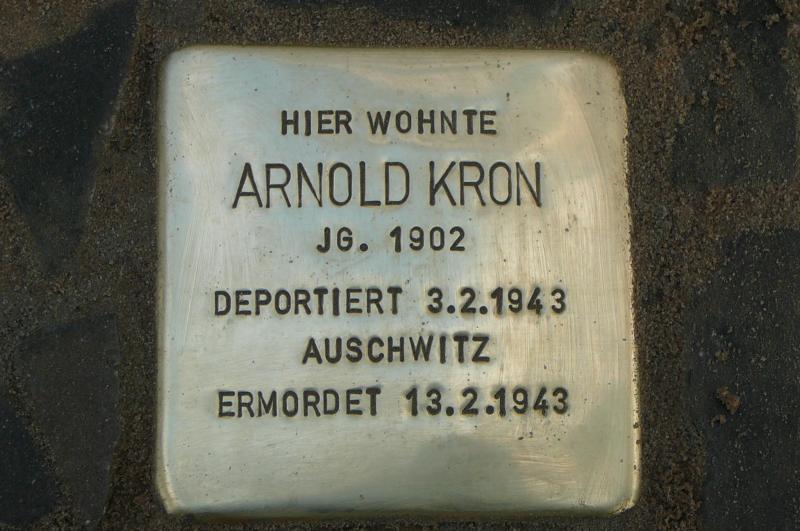 HIER WOHNTE
ARNOLD KRON
JG. 1902
DEPORTIERT 3.2.1943
AUSCHWITZ
ERMORDET 13.2.1943